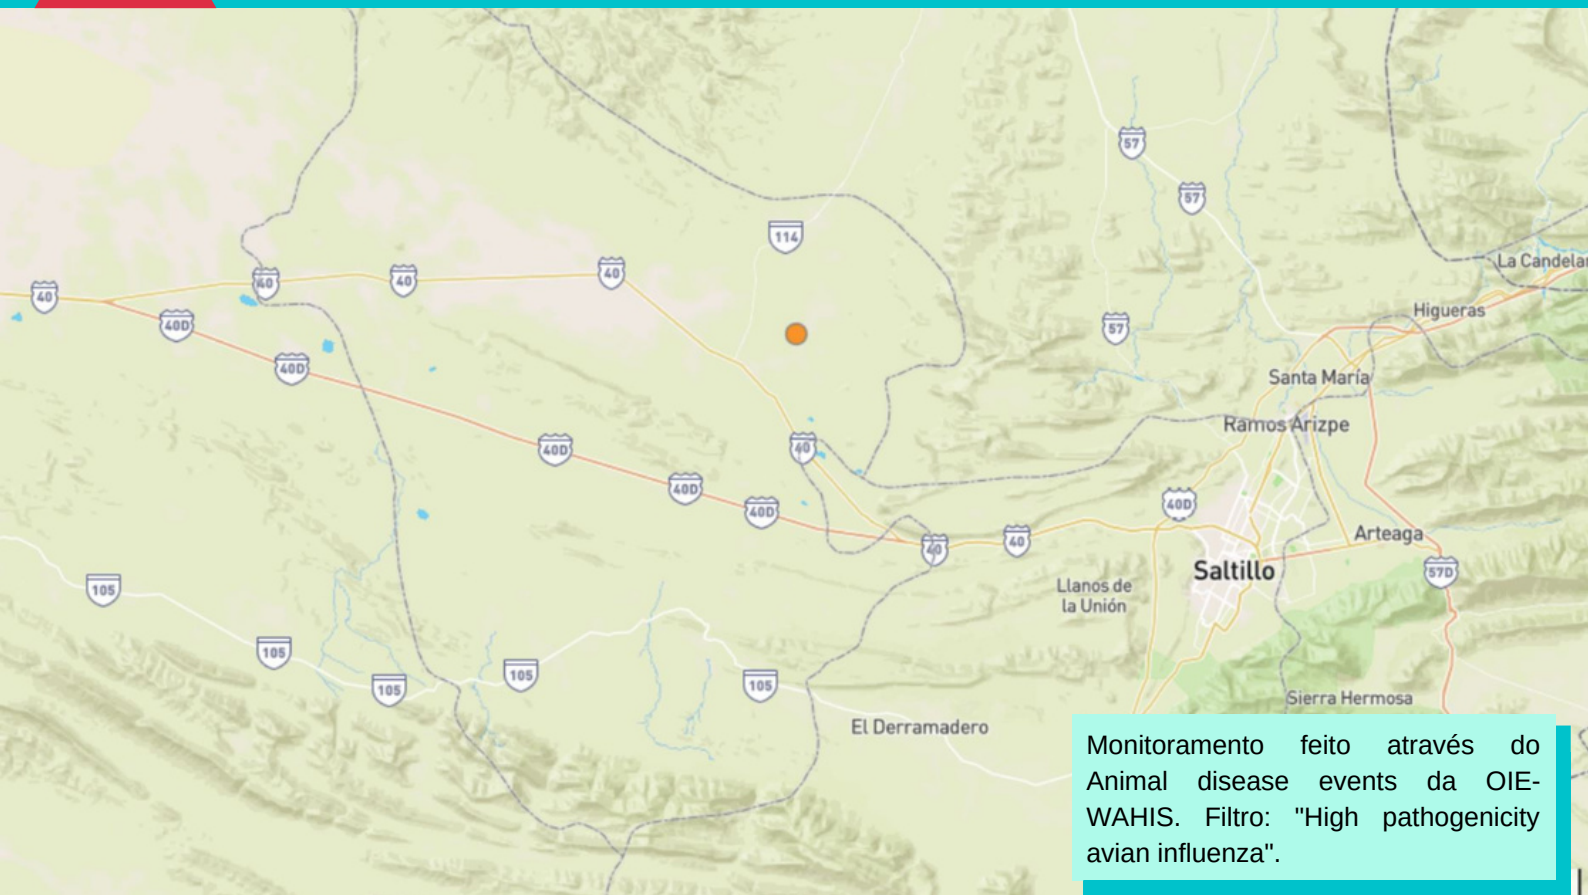 57
57
114
La Candela
40
40
40
40
Higueras
40D
57
40D
Santa María
Ramos Arizpe
40
40D
40D
40D
40D
Arteaga
40
40
Saltillo
57D
Llanos de
la Unión
105
105
105
105
105
Sierra Hermosa
El Derramadero
Monitoramento feito através do
Animal disease events da OIE-
WAHIS. Filtro: "High pathogenicity
avian influenza".